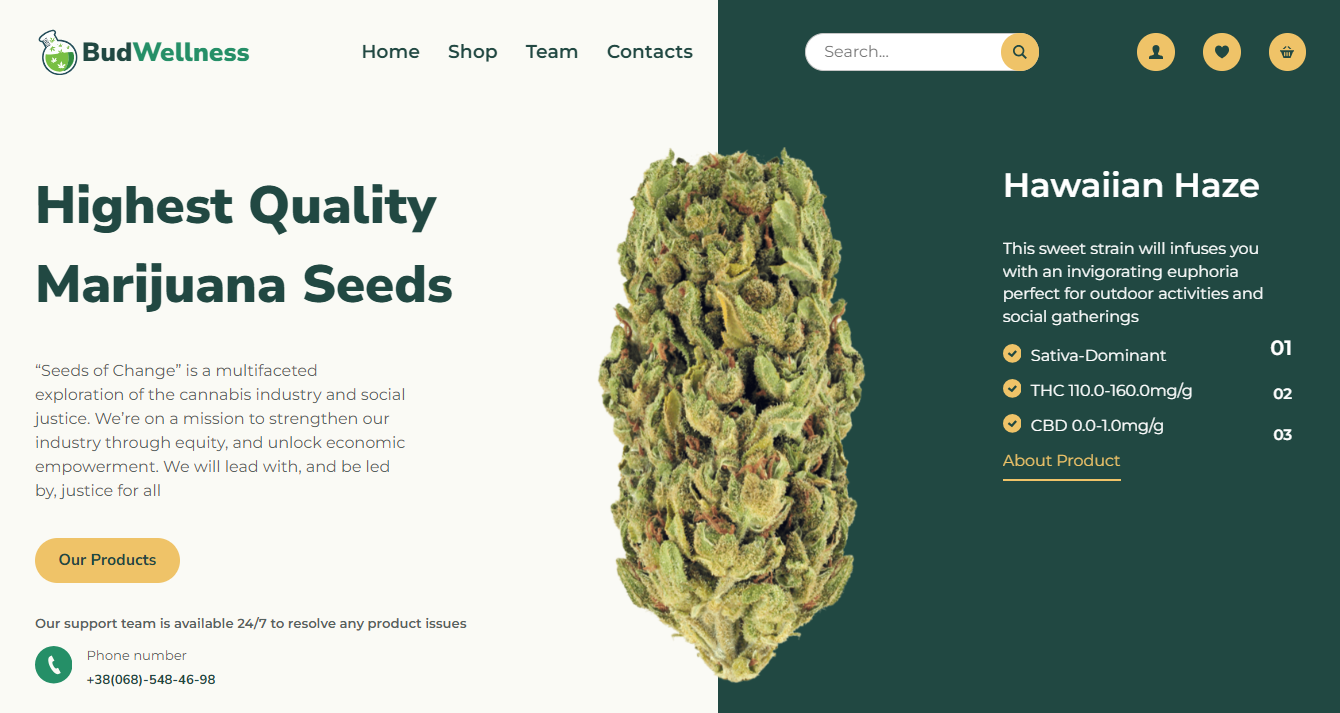 BudWellness
Home Shop Team Contacts
Search...
Highest Quality
Marijuana Seeds
“Seeds of Change” is a multifaceted
exploration of the cannabis industry and social
justice. We’re on a mission to strengthen our
industry through equity, and unlock economic
empowerment. We will lead with, and be led
by, justice for all
Our Products
Our support team is available 24/7 to resolve any product issues
Phone number
+38(068)-548-46-98
Hawaiian Haze
This sweet strain will infuses you
with an invigorating euphoria
perfect for outdoor activities and
social gatherings
Sativa-Dominant
THC 110.0-160.0mg/g
CBD 0.0-1.0mg/g
About Product
01
02
03